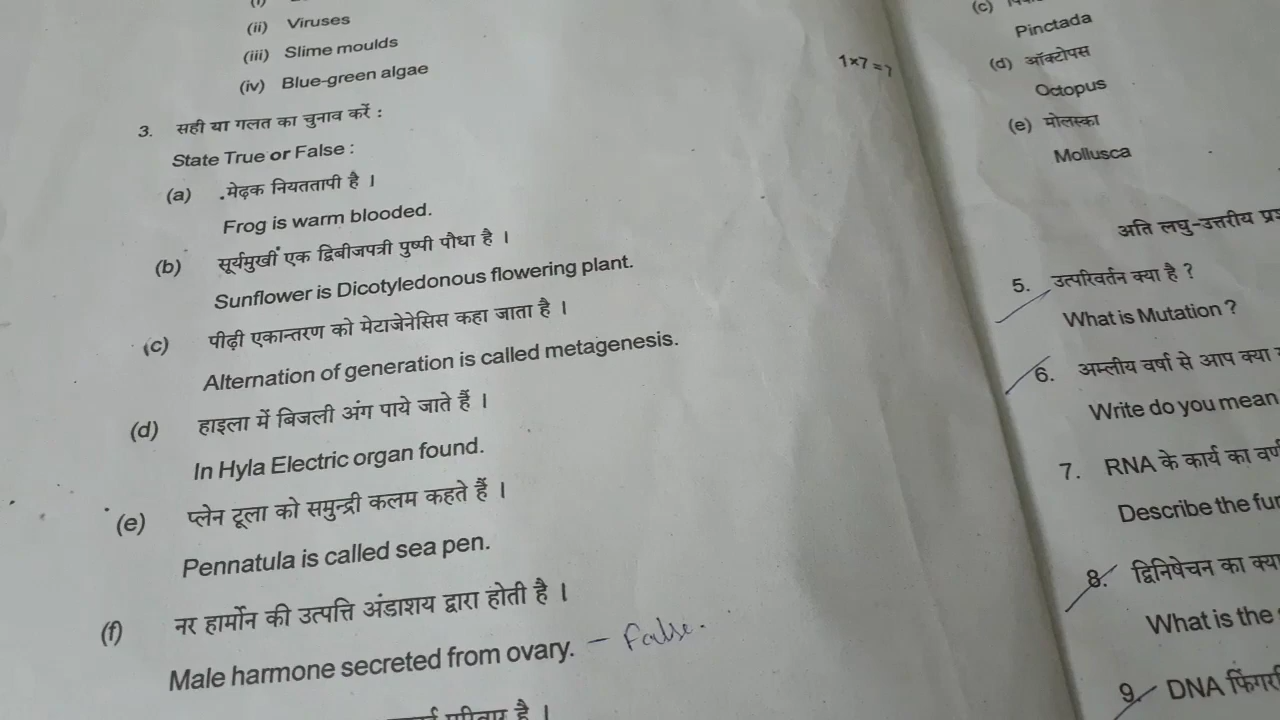 (ii) Viruses
(iii) Slime moulds
(iv) Blue-green algae
1×7=7
3. सही या गलत का चुनाव करें :
State True or False :
(a) मेढ़क नियततापी है ।
Frog is warm blooded.
(b) सूर्यमुखीं एक द्विबीजपत्री पुष्पी पौधा है ।
Sunflower is Dicotyledonous flowering plant.
(c) पीढ़ी एकान्तरण को मेटाजेनेसिस कहा जाता है ।
Alternation of generation is called metagenesis.
(d) हाइला में बिजली अंग पाये जाते हैं ।
In Hyla Electric organ found.
(e) प्लेन टूला को समुन्द्री कलम कहते हैं ।
Pennatula is called sea pen.
(f) नर हार्मोन की उत्पत्ति अंडाशय द्वारा होती है ।
Male harmone secreted from ovary. – False.
है ।
(c)
Pinctada
(d) ऑक्टोपस
Octopus
(e) मोलस्का
Mollusca
अति लघु-उत्तरीय
5. उत्परिवर्तन क्या है ?
What is Mutation ?
6. अम्लीय वर्षा से आप क्या
Write do you mean
7. RNA के कार्य का
Describe the
8. द्विनिषेचन का क्या
What is the
9. DNA